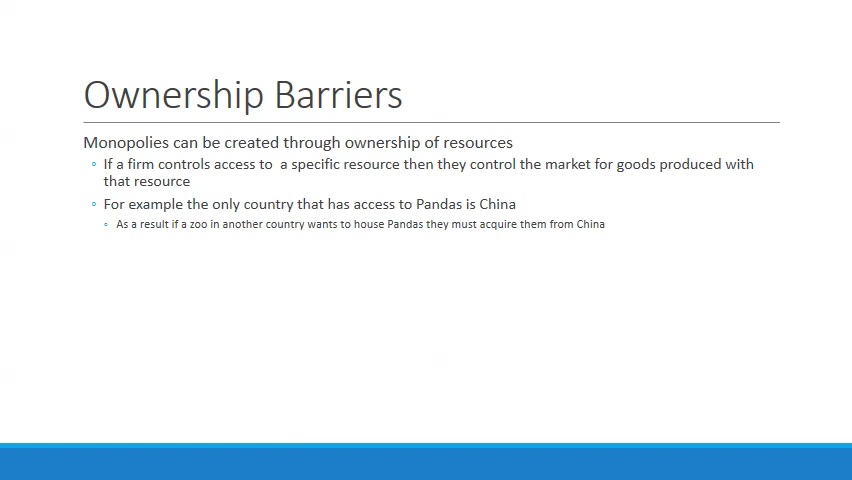 Ownership Barriers
Monopolies can be created through ownership of resources
◦ If a firm controls access to  a specific resource then they control the market for goods produced with
that resource
◦ For example the only country that has access to Pandas is China
◦ As a result if a zoo in another country wants to house Pandas they must acquire them from China